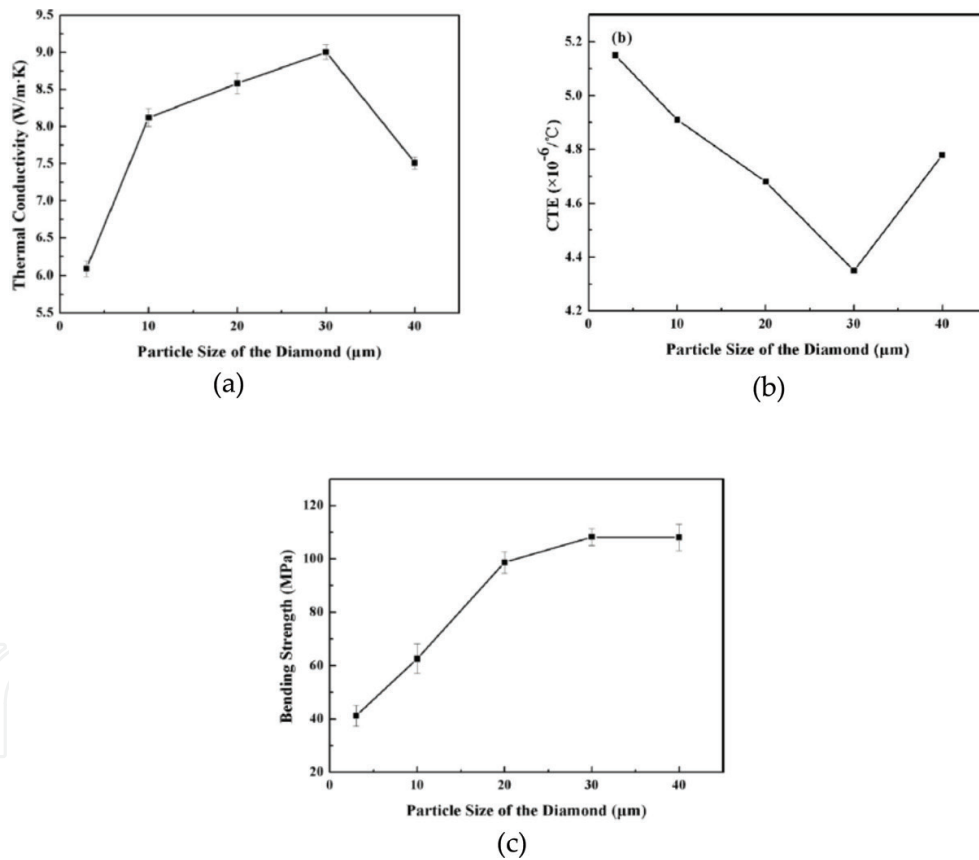 9.5
9.0
8.5
8.0
7.5
7.0
6.5
6.0
5.5
0 10 20 30 40
Thermal Conductivity (W/m·K)
Particle Size of the Diamond (μm)
(a)
(b)
5.2
5.0
4.8
4.6
4.4
4.2
0 10 20 30 40
CTE (×10⁻⁶/℃)
Particle Size of the Diamond (μm)
(b)
120
100
80
60
40
20
0 10 20 30 40
Bending Strength (MPa)
Particle Size of the Diamond (μm)
(c)